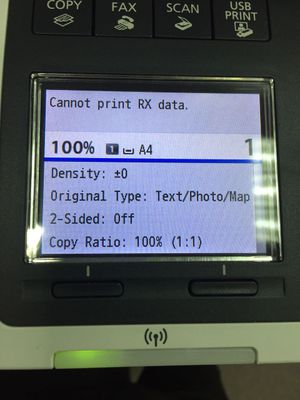 COPY
FAX
SCAN
USB
PRINT
Cannot print RX data.
100% 1 A4 1
Density: ±0
Original Type: Text/Photo/Map
2-Sided: Off
Copy Ratio: 100% (1:1)